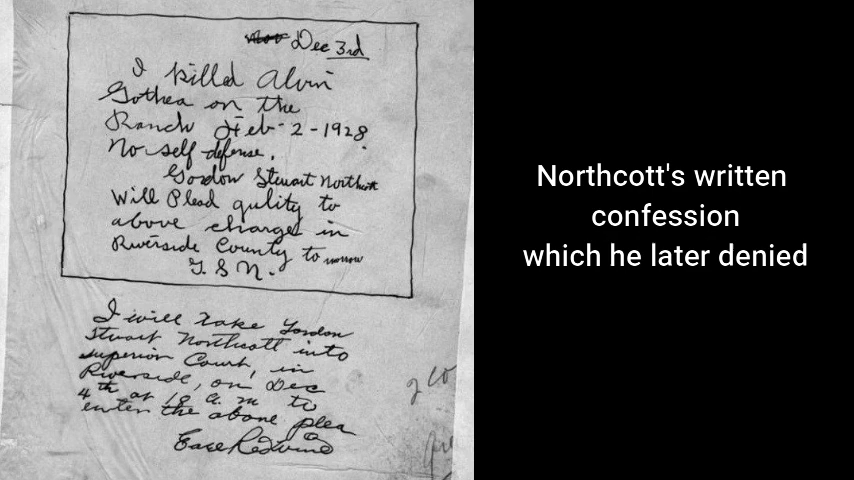 Nov Dec 3rd
I killed Alvin
Gothea on the
Ranch Feb-2-1928.
No self defense.
Gordon Stewart Northcott
Will Plead guility to
above charges in
Riverside County tomorrow
G. S. N.
I will take Gordon
Stuart Northcott into
superior Court, in
Riverside, on Dec
4th at 10 A.M to
enter the above plea
Earl Redwine
Northcott's written
confession
which he later denied